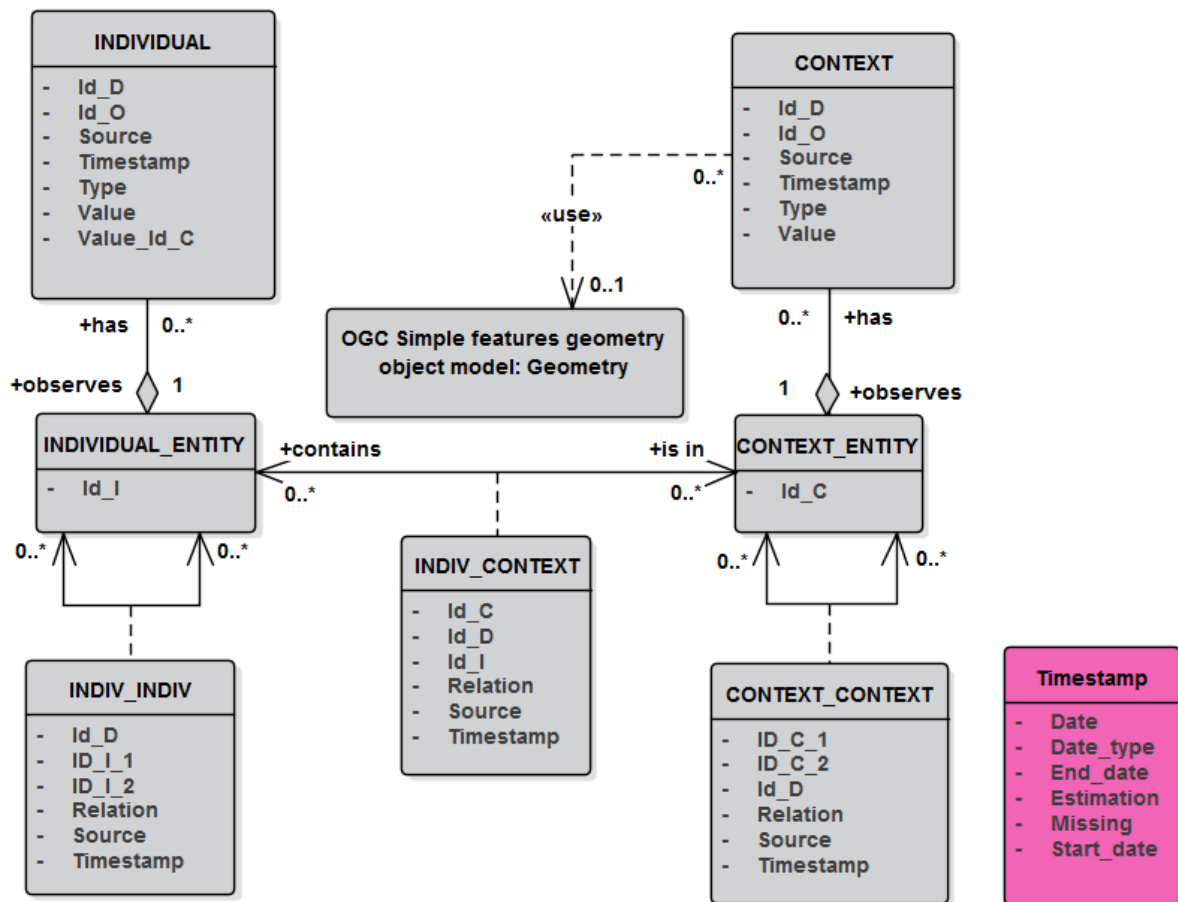 INDIVIDUAL
- Id_D
- Id_O
- Source
- Timestamp
- Type
- Value
- Value_Id_C
CONTEXT
- Id_D
- Id_O
- Source
- Timestamp
- Type
- Value
0..*
«use»
0..1
OGC Simple features geometry
object model: Geometry
+has 0..*
+observes 1
0..* +has
1 +observes
INDIVIDUAL_ENTITY
- Id_I
+contains
0..*
+is in
0..*
CONTEXT_ENTITY
- Id_C
0..* 0..*
0..* 0..*
INDIV_INDIV
- Id_D
- ID_I_1
- ID_I_2
- Relation
- Source
- Timestamp
INDIV_CONTEXT
- Id_C
- Id_D
- Id_I
- Relation
- Source
- Timestamp
CONTEXT_CONTEXT
- ID_C_1
- ID_C_2
- Id_D
- Relation
- Source
- Timestamp
Timestamp
- Date
- Date_type
- End_date
- Estimation
- Missing
- Start_date